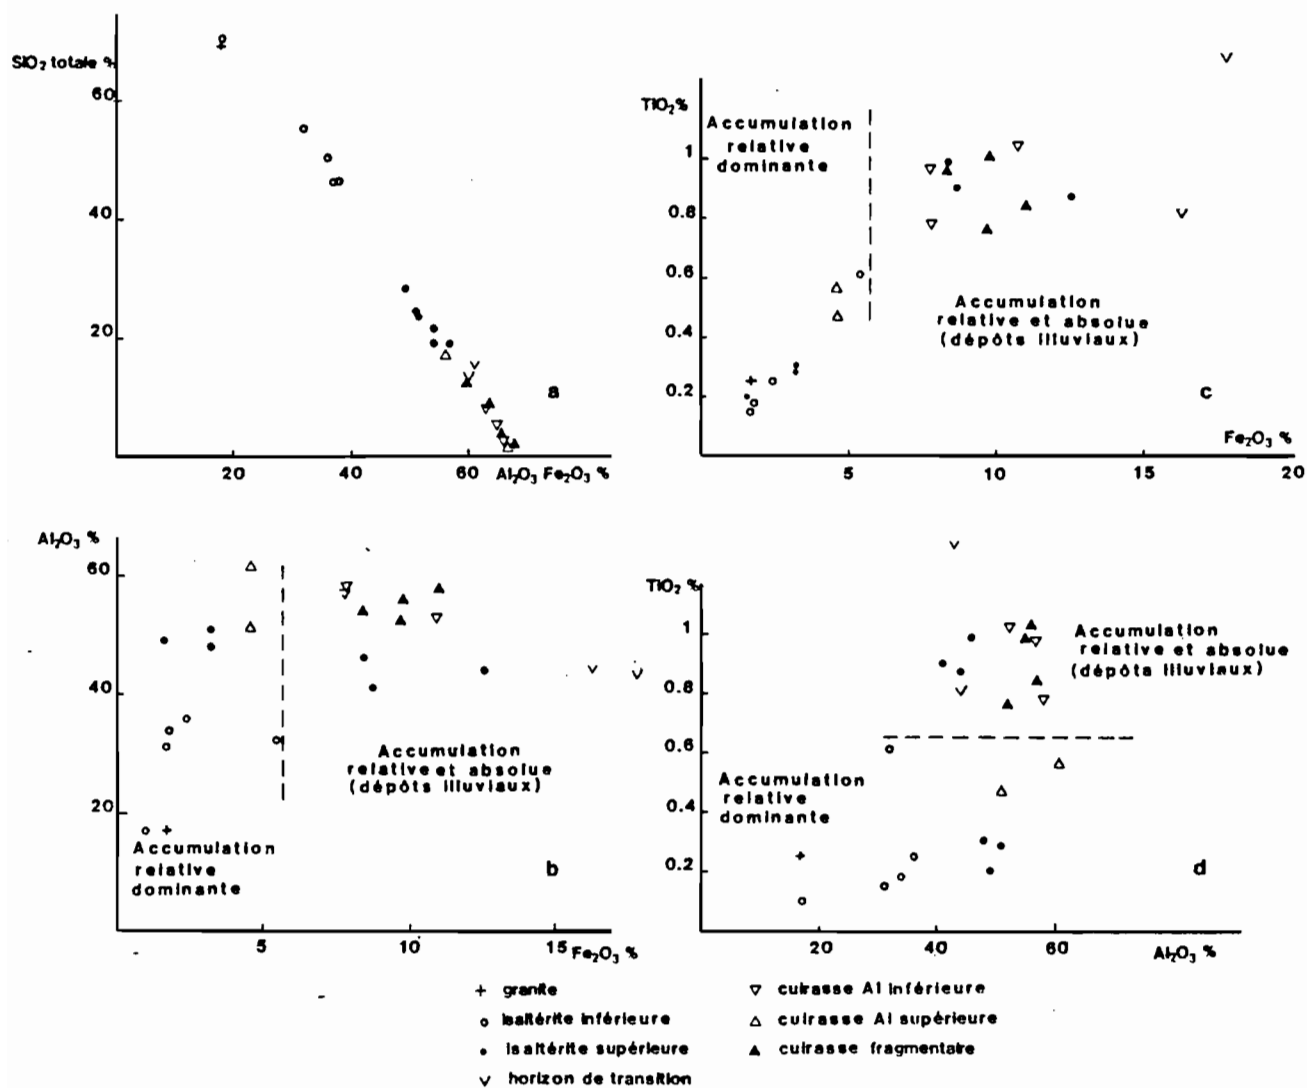 SiO2 totale %
60
40
20
20
40
60
Al2O3 Fe2O3 %
a
TiO2 %
1
0.8
0.6
0.4
0.2
5
10
15
20
Fe2O3 %
Accumulation
relative
dominante
Accumulation
relative et absolue
(dépôts illuviaux)
c
Al2O3 %
60
40
20
5
10
15
Fe2O3 %
Accumulation
relative et absolue
(dépôts illuviaux)
Accumulation
relative
dominante
b
TiO2 %
1
0.8
0.6
0.4
0.2
20
40
60
Al2O3 %
Accumulation
relative et absolue
(dépôts illuviaux)
Accumulation
relative
dominante
d
granite
isaltérite inférieure
isaltérite supérieure
horizon de transition
cuirasse Al inférieure
cuirasse Al supérieure
cuirasse fragmentaire